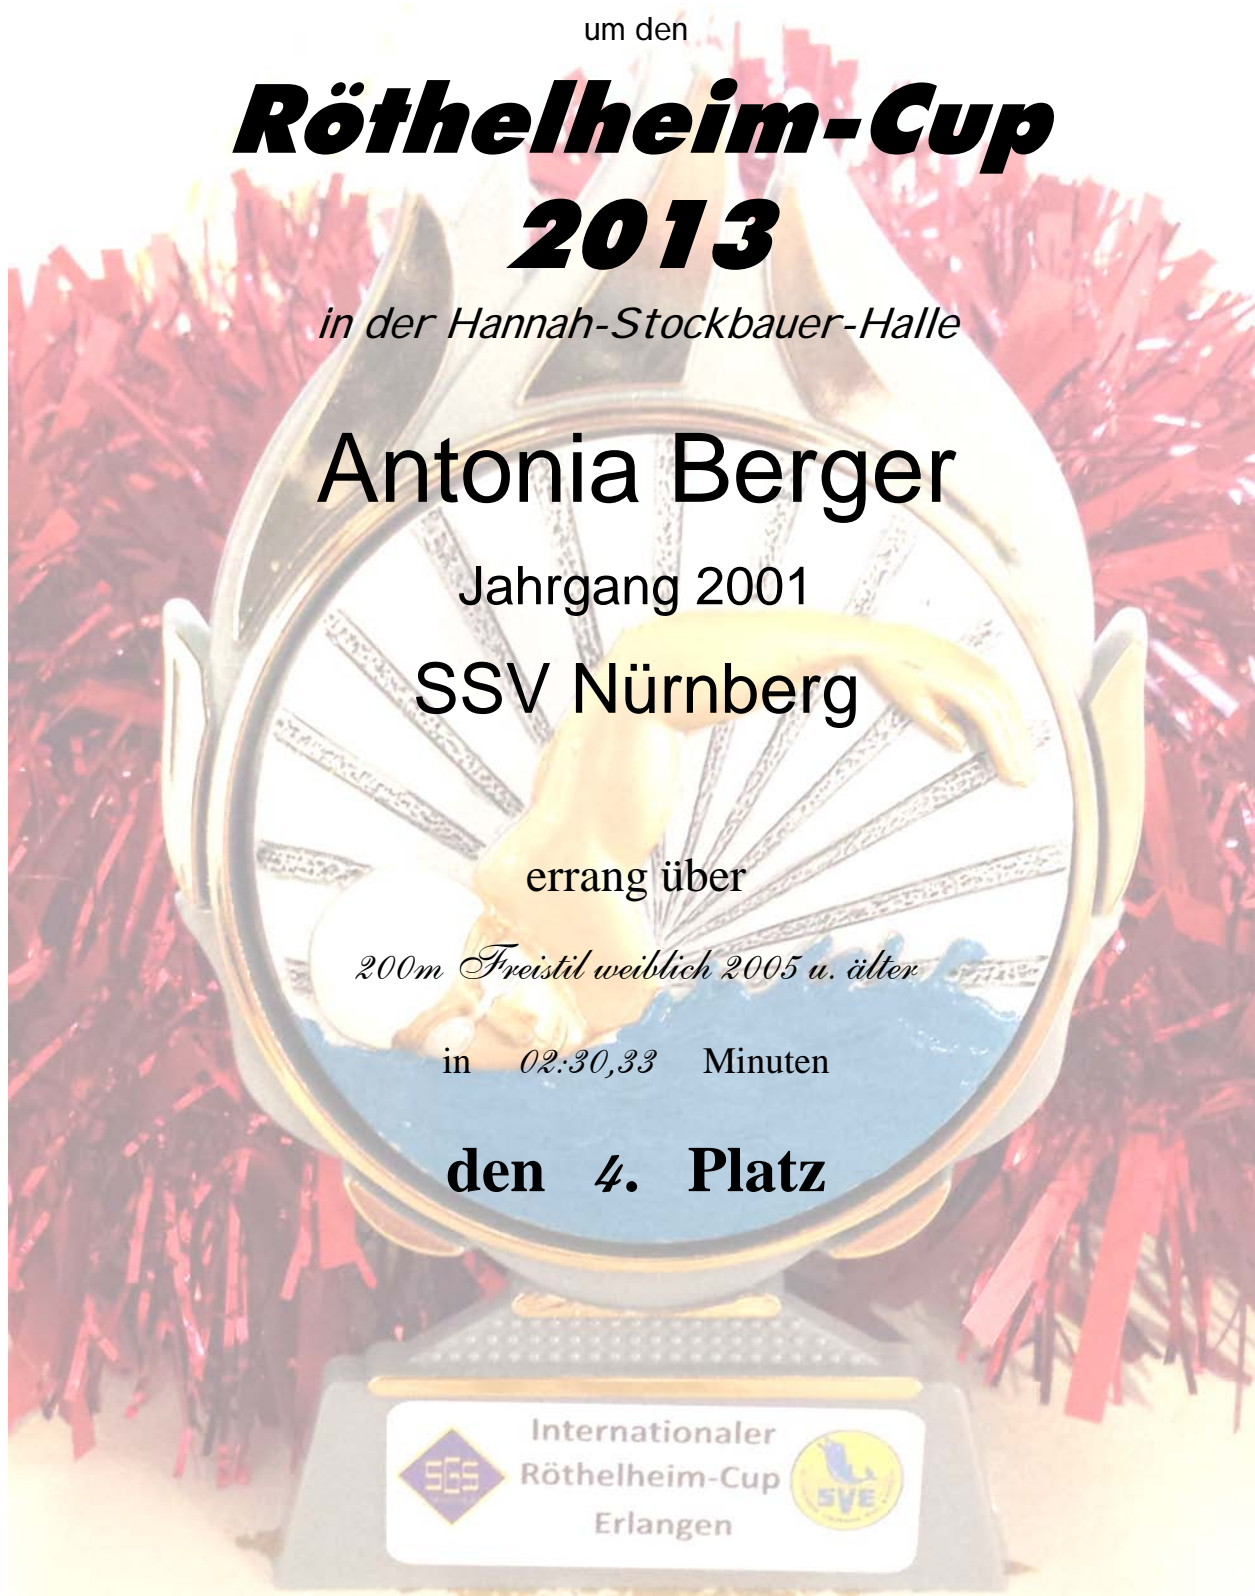 um den
Röthelheim-Cup
2013
in der Hannah-Stockbauer-Halle
Antonia Berger
Jahrgang 2001
SSV Nürnberg
errang über
200m Freistil weiblich 2005 u. älter
in 02:30,33 Minuten
den 4. Platz
Internationaler
SGS Röthelheim-Cup SVE
Erlangen